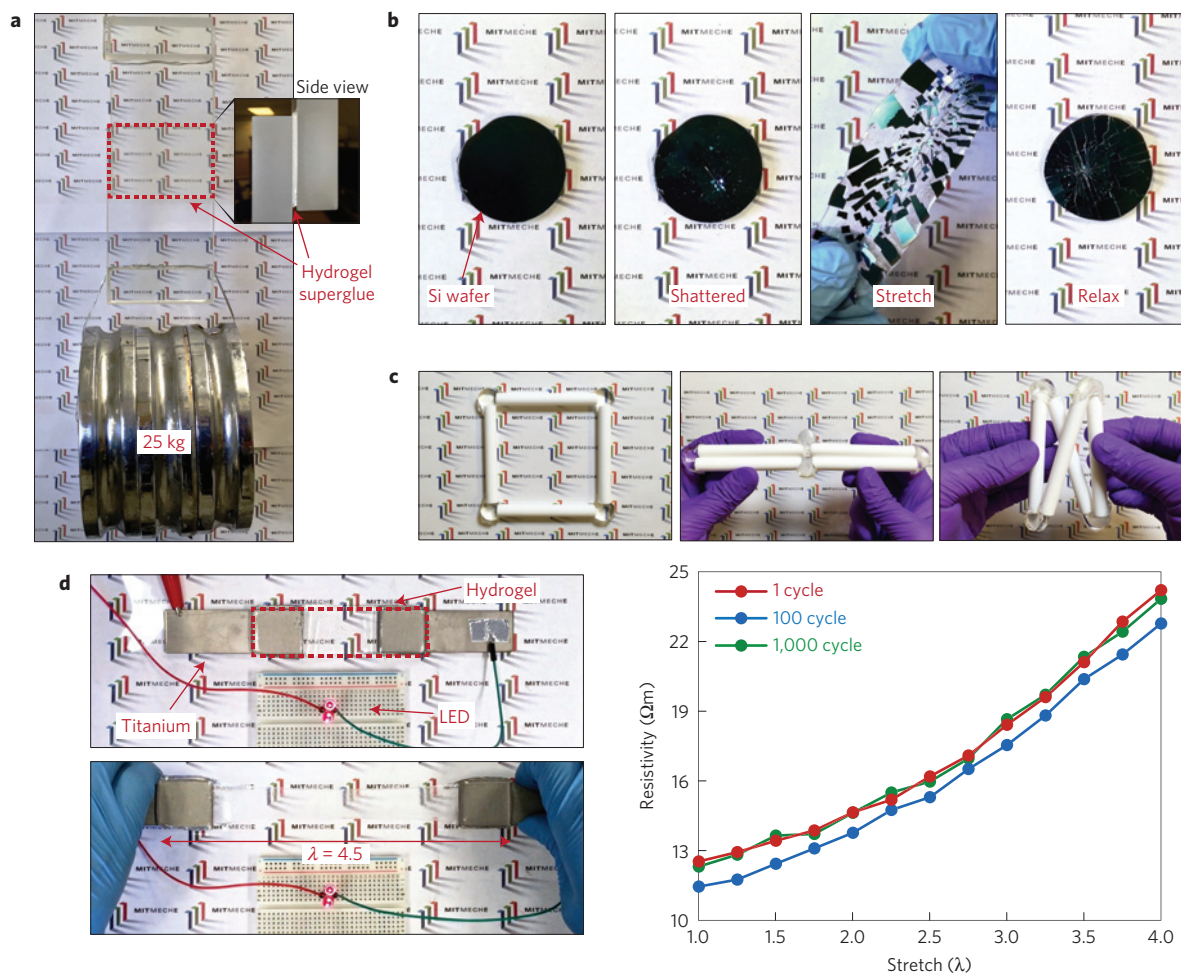 a
Side view
Hydrogel
superglue
25 kg
b
MITMECHE
Si wafer
Shattered
Stretch
Relax
c
MITMECHE
d
Hydrogel
Titanium
LED
MITMECHE
λ = 4.5
Resistivity (Ωm)
25
22
19
16
13
10
1 cycle
100 cycle
1,000 cycle
1.0 1.5 2.0 2.5 3.0 3.5 4.0
Stretch (λ)